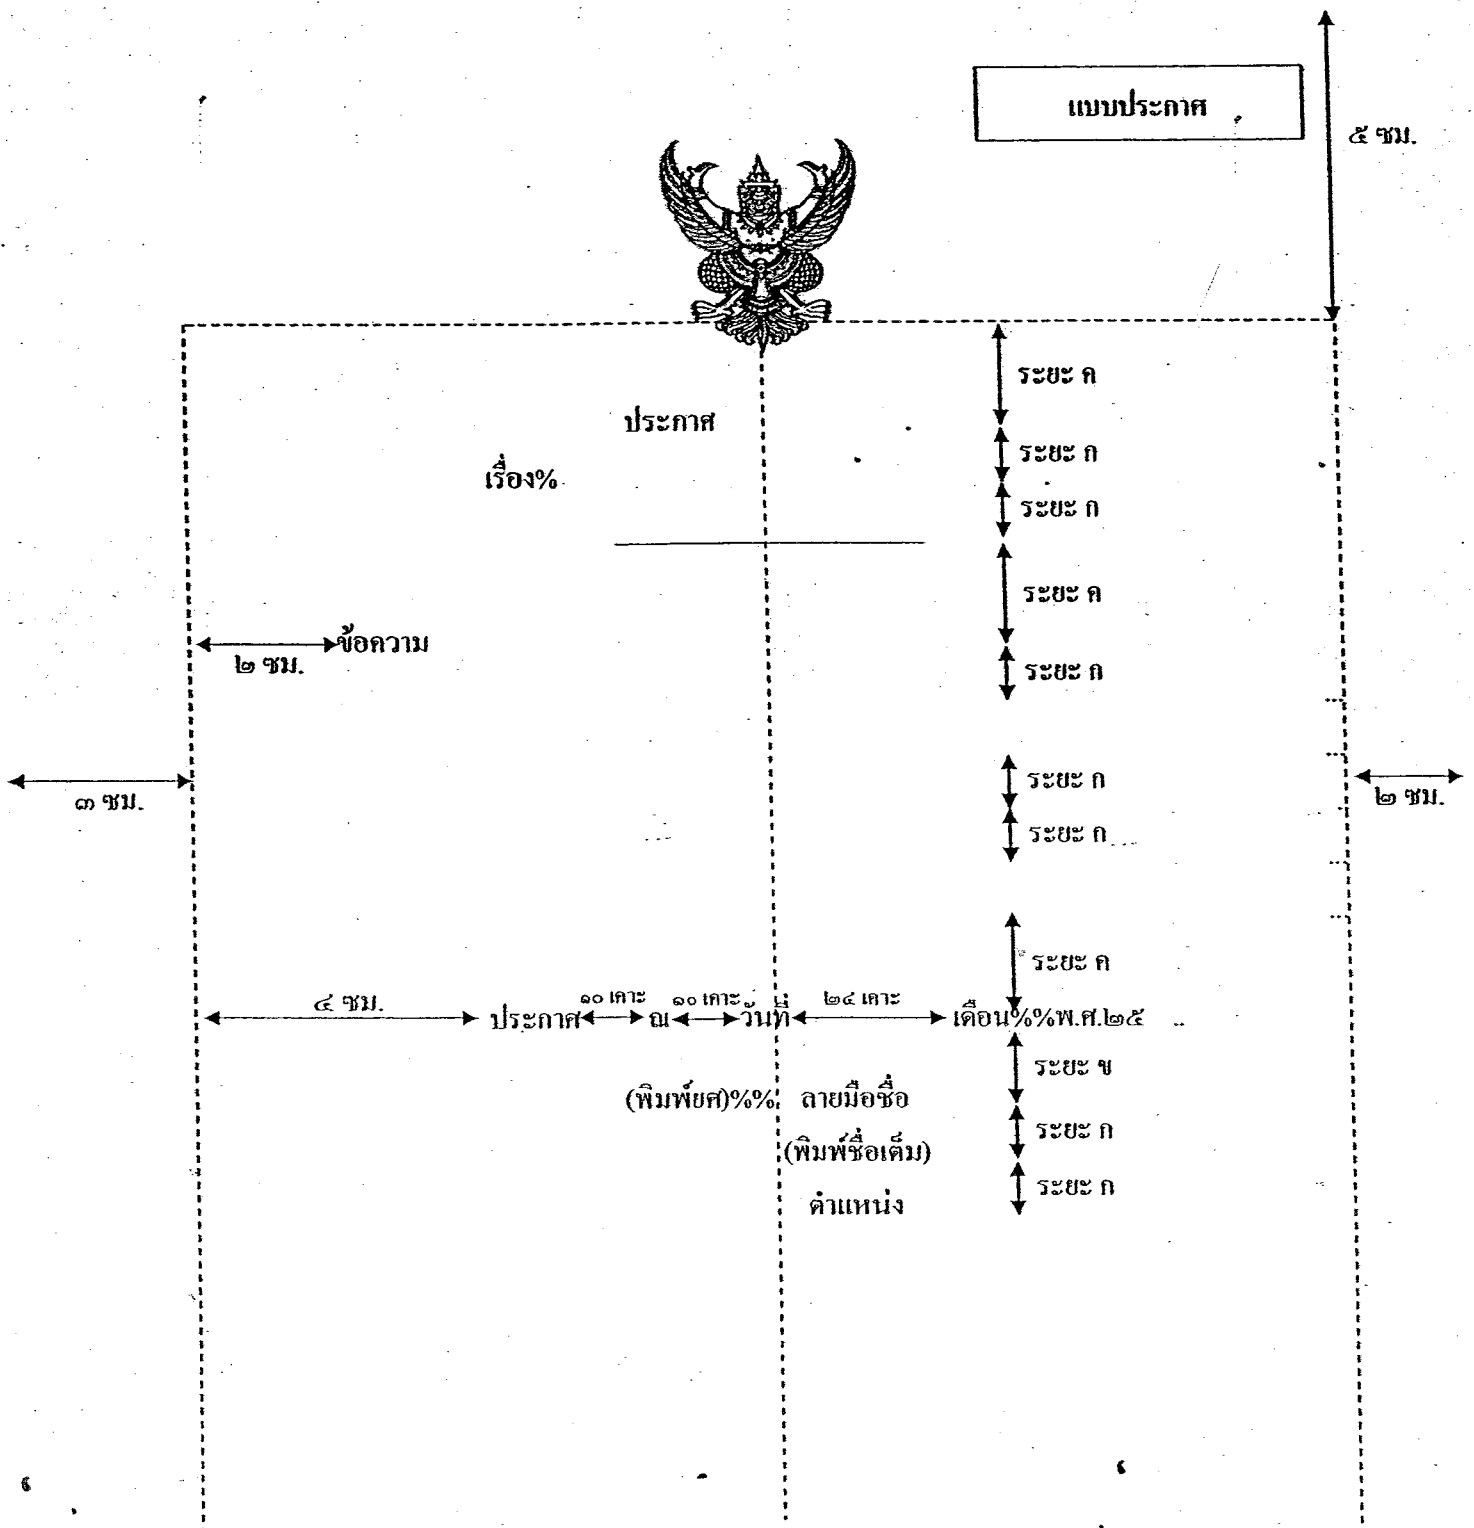 แบบประกาศ
๕ ซม.
ระยะ ค
ประกาศ
ระยะ ก
เรื่อง%
ระยะ ก
ระยะ ค
ข้อความ
๒ ซม.
ระยะ ก
๓ ซม.
ระยะ ก
๒ ซม.
ระยะ ก
ระยะ ค
๔ ซม. ๑๐ เคาะ ๑๐ เคาะ ๒๔ เคาะ
ประกาศ ณ วันที่ เดือน%%พ.ศ.๒๕
ระยะ ข
(พิมพ์ยศ)%% ลายมือชื่อ
ระยะ ก
(พิมพ์ชื่อเต็ม)
ระยะ ก
ตำแหน่ง